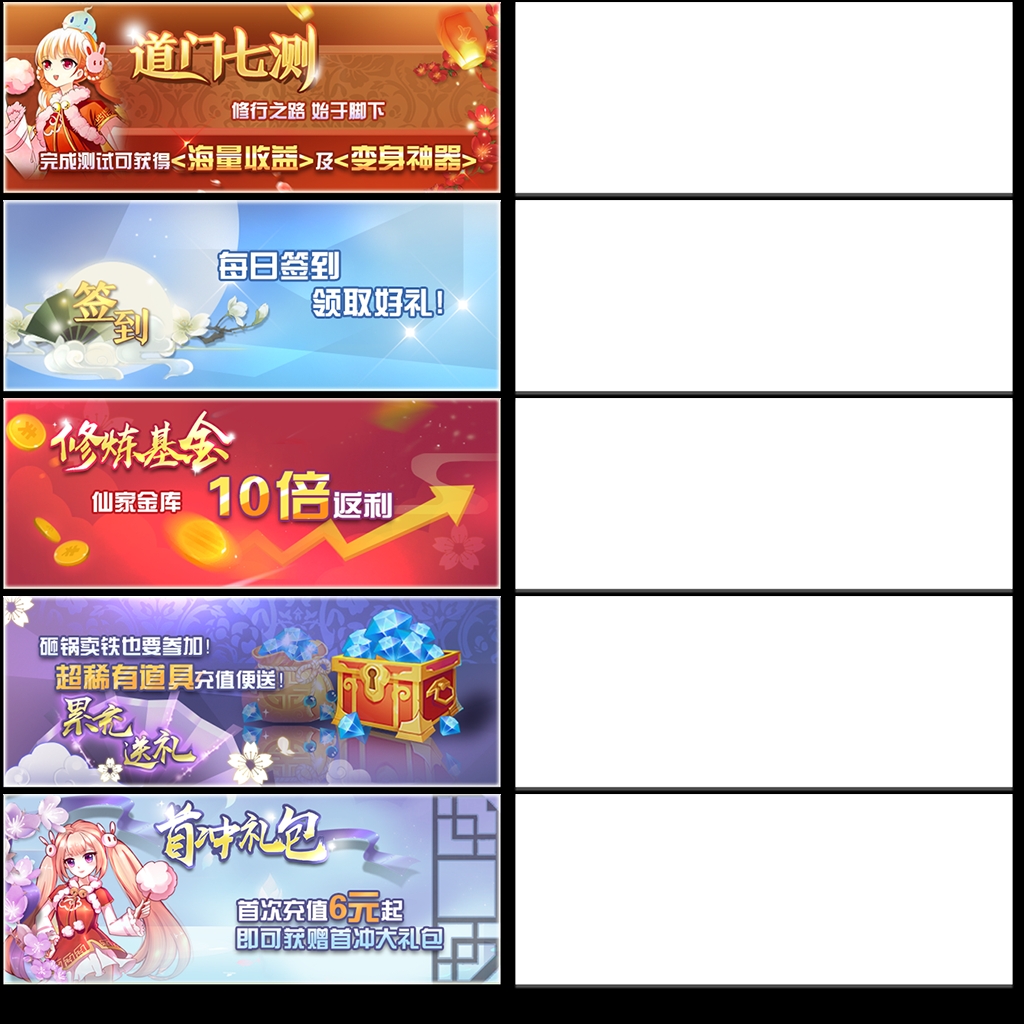 道门七测
修行之路 始于脚下
完成测试可获得<海量收益>及<变身神器>
每日签到
领取好礼!
签到
修炼基金
仙家金库 10倍返利
砸锅卖铁也要参加!
超稀有道具充值便送!
累充
送礼
首冲礼包
首次充值6元起
即可获赠首冲大礼包